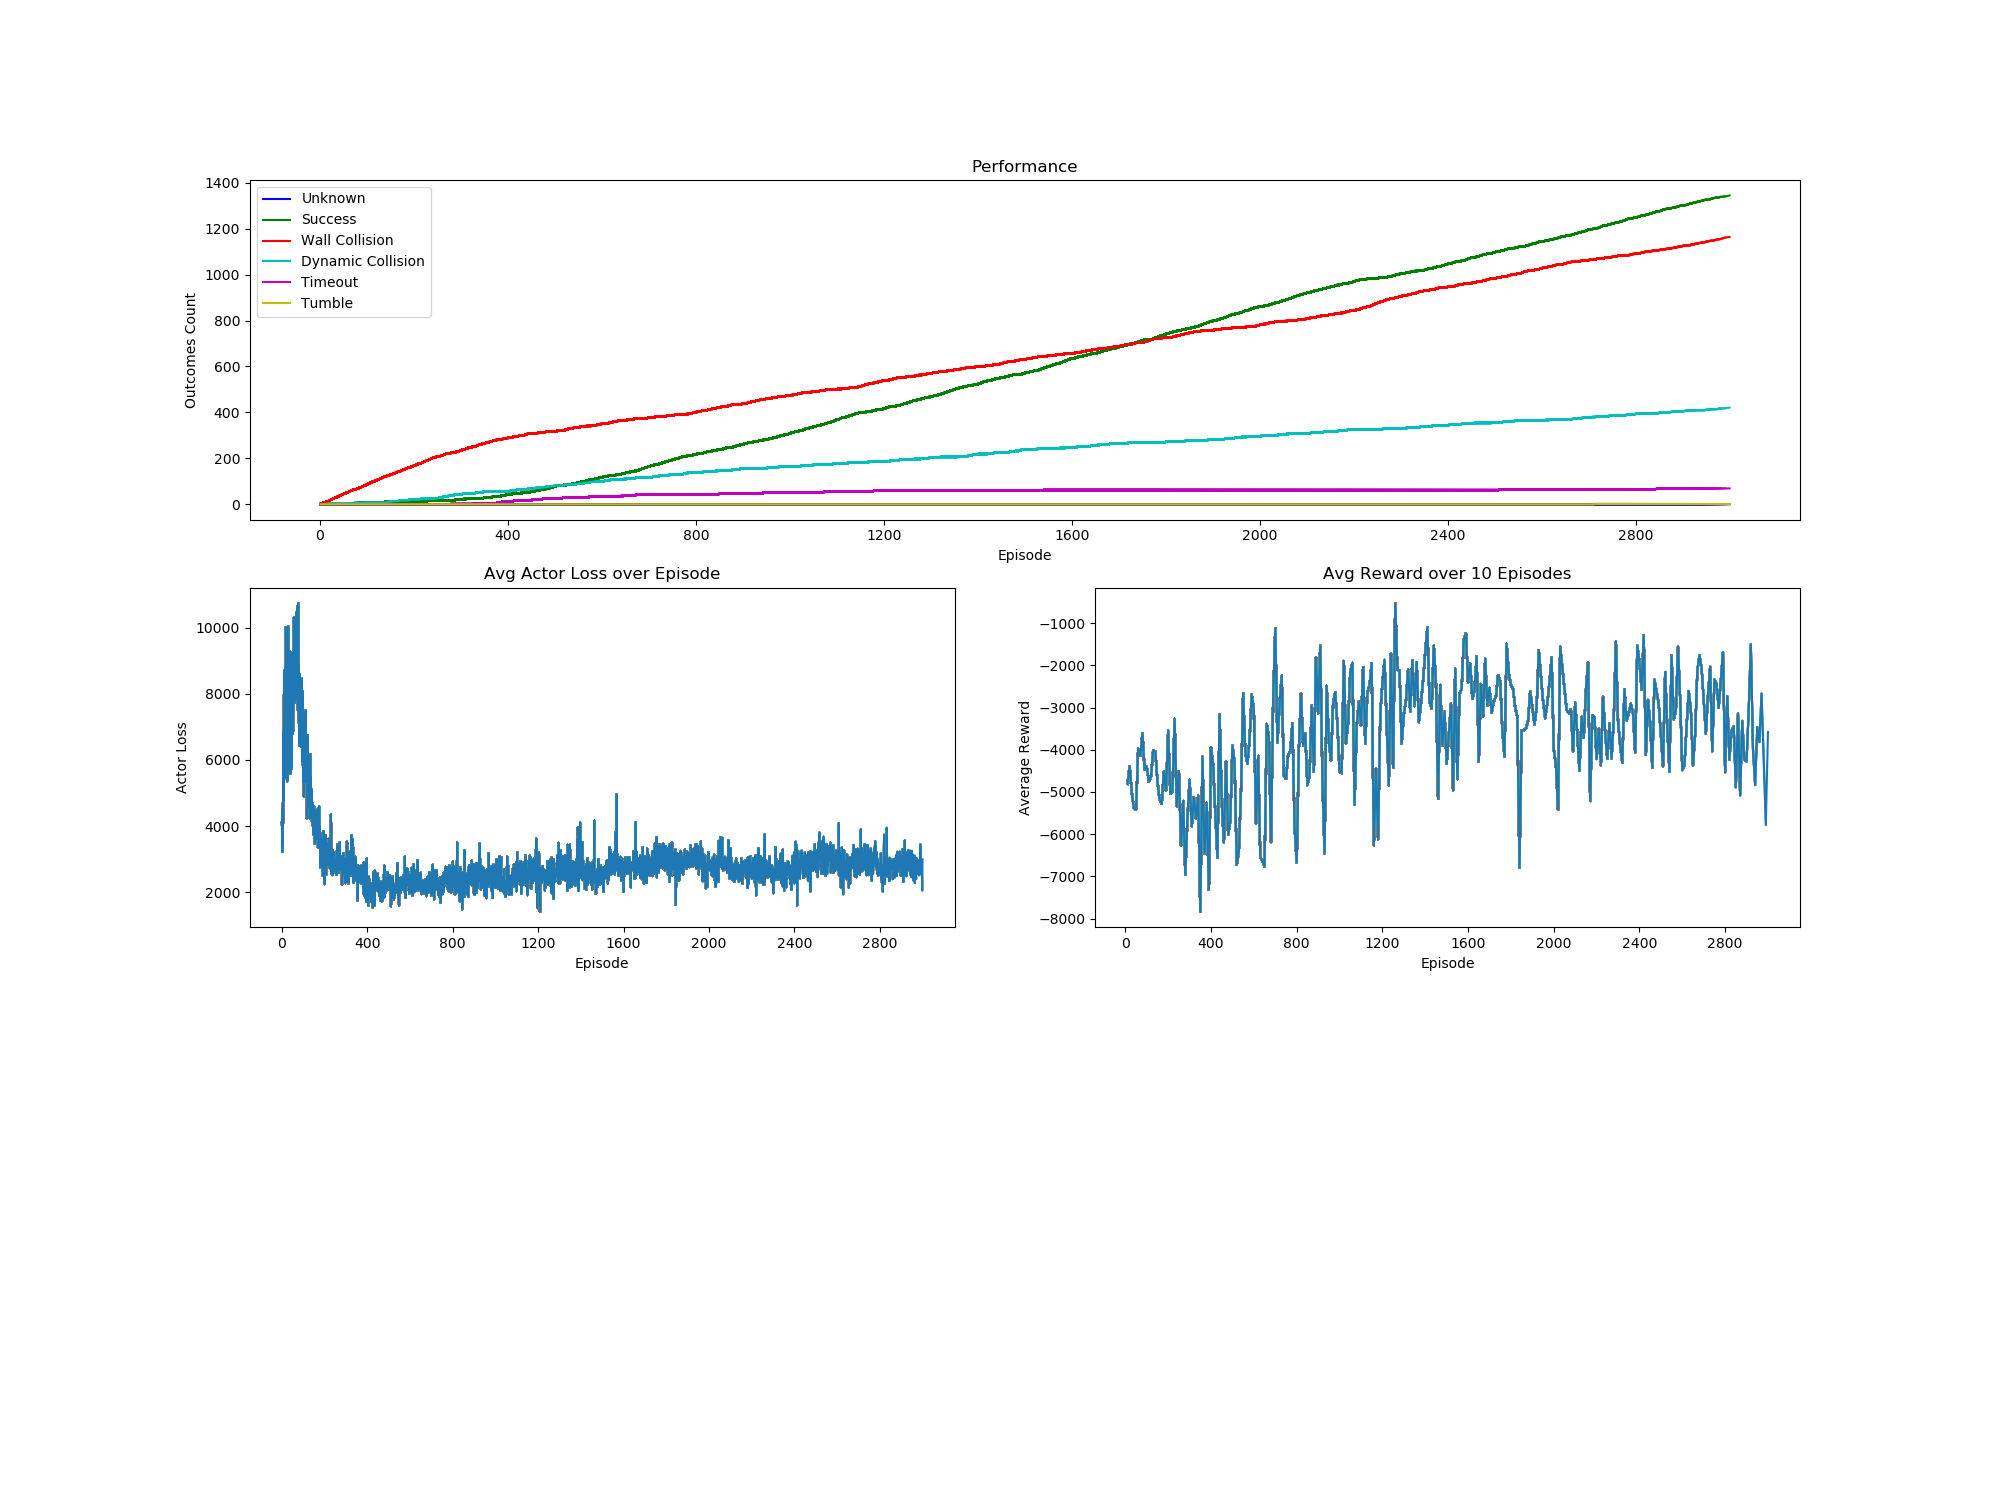 Performance
1400
1200
1000
800
600
400
200
0
Outcomes Count
Unknown
Success
Wall Collision
Dynamic Collision
Timeout
Tumble
0 400 800 1200 1600 2000 2400 2800
Episode
Avg Actor Loss over Episode
10000
8000
6000
4000
2000
Actor Loss
0 400 800 1200 1600 2000 2400 2800
Episode
Avg Reward over 10 Episodes
−1000
−2000
−3000
−4000
−5000
−6000
−7000
−8000
Average Reward
0 400 800 1200 1600 2000 2400 2800
Episode